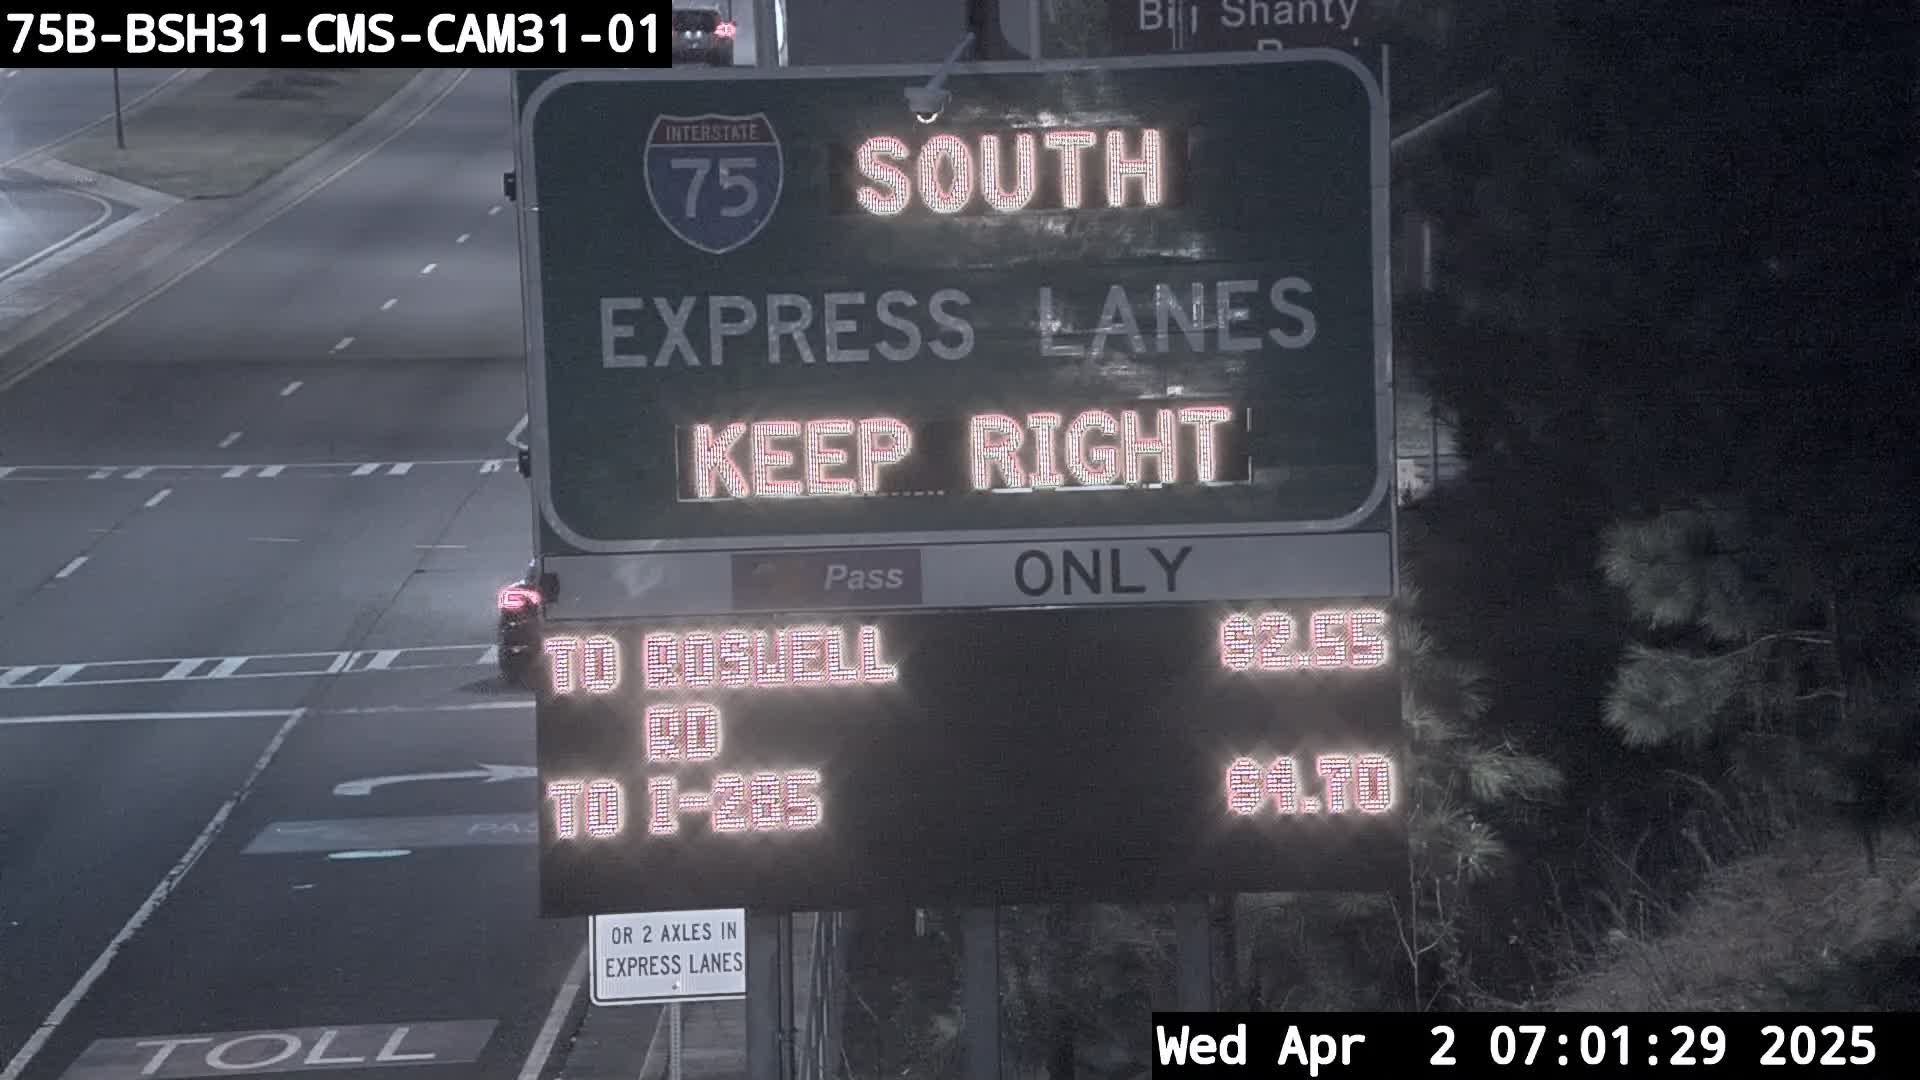 75B-BSH31-CMS-CAM31-01
Shanty
INTERSTATE
75
SOUTH
EXPRESS LANES
KEEP RIGHT
Pass ONLY
TO ROSWELL $2.55
RD
TO I-285 $4.70
OR 2 AXLES IN
EXPRESS LANES
TOLL
Wed Apr 2 07:01:29 2025